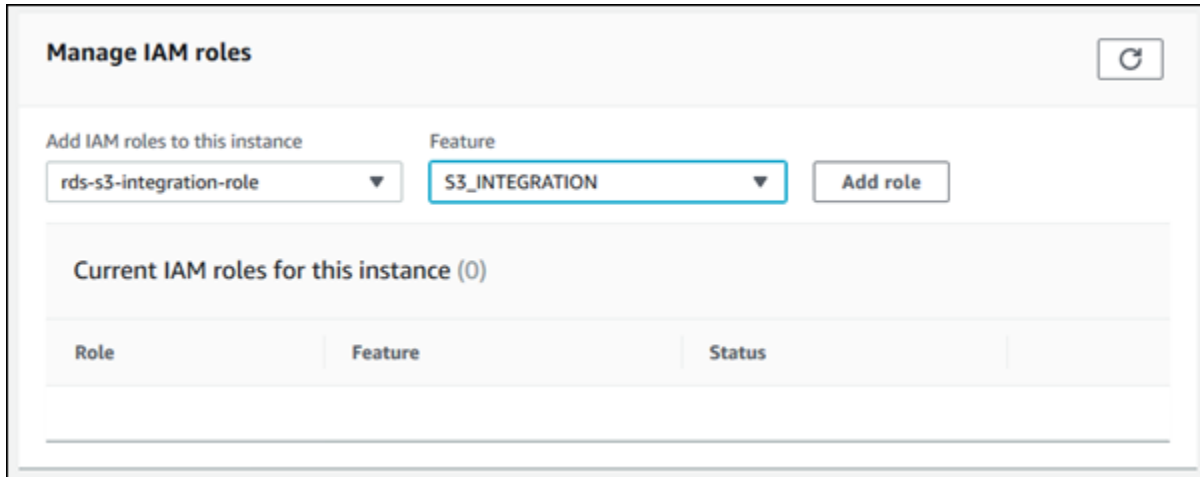 Manage IAM roles
Add IAM roles to this instance Feature
rds-s3-integration-role S3_INTEGRATION Add role
Current IAM roles for this instance (0)
Role Feature Status